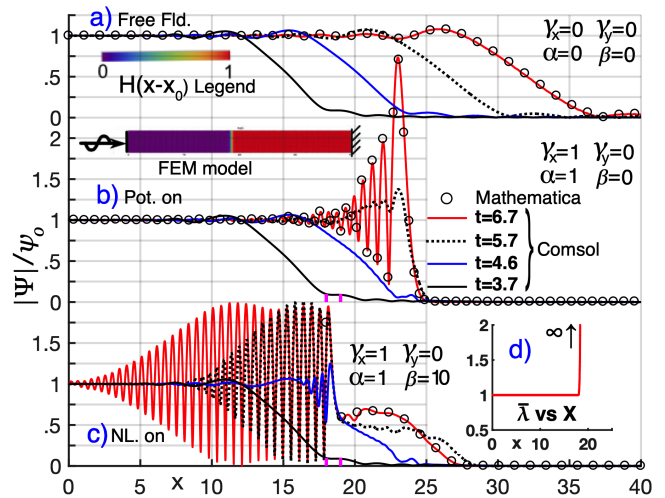 a) Free Fld.
γx=0 γy=0
α=0 β=0
0 1
H(x-x0) Legend
FEM model
1
.5
0
b) Pot. on
γx=1 γy=0
α=1 β=0
Mathematica
t=6.7
t=5.7
t=4.6
t=3.7
Comsol
2
1.5
1
.5
0
|Ψ|/ψo
c) NL. on
γx=1 γy=0
α=1 β=10
1.5
1
.5
0
d)
∞↑
2
1.5
1
0.5
λ̄ vs X
0 x 20
0 5 x 10 15 20 25 30 35 40